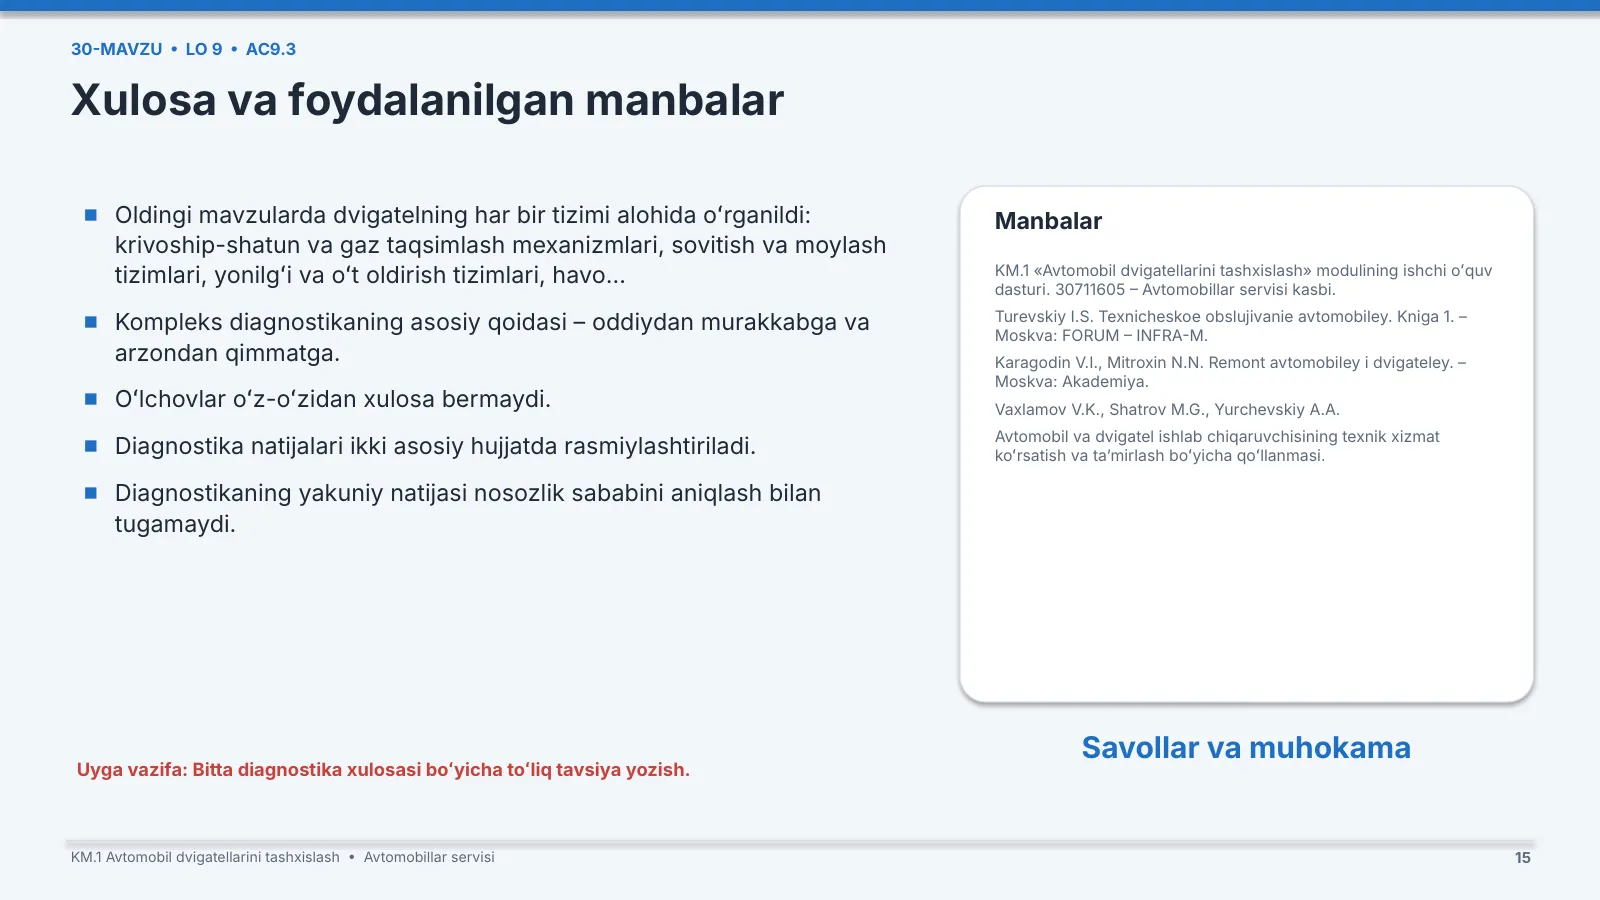 30-MAVZU • LO 9 • AC9.3
Xulosa va foydalanilgan manbalar
Oldingi mavzularda dvigatelning har bir tizimi alohida oʻrganildi:
krivoship-shatun va gaz taqsimlash mexanizmlari, sovitish va moylash
tizimlari, yonilgʻi va oʻt oldirish tizimlari, havo...
Kompleks diagnostikaning asosiy qoidasi – oddiydan murakkabga va
arzondan qimmatga.
Oʻlchovlar oʻz-oʻzidan xulosa bermaydi.
Diagnostika natijalari ikki asosiy hujjatda rasmiylashtiriladi.
Diagnostikaning yakuniy natijasi nosozlik sababini aniqlash bilan
tugamaydi.
Uyga vazifa: Bitta diagnostika xulosasi boʻyicha toʻliq tavsiya yozish.
Manbalar
KM.1 «Avtomobil dvigatellarini tashxislash» modulining ishchi oʻquv
dasturi. 30711605 – Avtomobillar servisi kasbi.
Turevskiy I.S. Texnicheskoe obslujivanie avtomobiley. Kniga 1. –
Moskva: FORUM – INFRA-M.
Karagodin V.I., Mitroxin N.N. Remont avtomobiley i dvigateley. –
Moskva: Akademiya.
Vaxlamov V.K., Shatrov M.G., Yurchevskiy A.A.
Avtomobil va dvigatel ishlab chiqaruvchisining texnik xizmat
koʻrsatish va taʼmirlash boʻyicha qoʻllanmasi.
Savollar va muhokama
KM.1 Avtomobil dvigatellarini tashxislash • Avtomobillar servisi
15